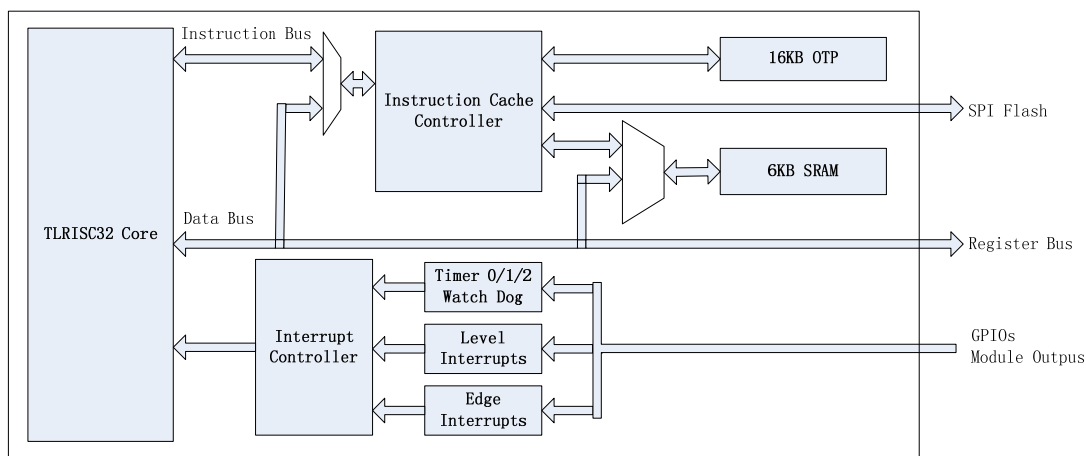 Instruction Bus
16KB OTP
Instruction Cache
Controller
SPI Flash
6KB SRAM
Data Bus
TLRISC32 Core
Register Bus
Timer 0/1/2
Watch Dog
Interrupt
Controller
Level
Interrupts
GPIOs
Module Outpus
Edge
Interrupts